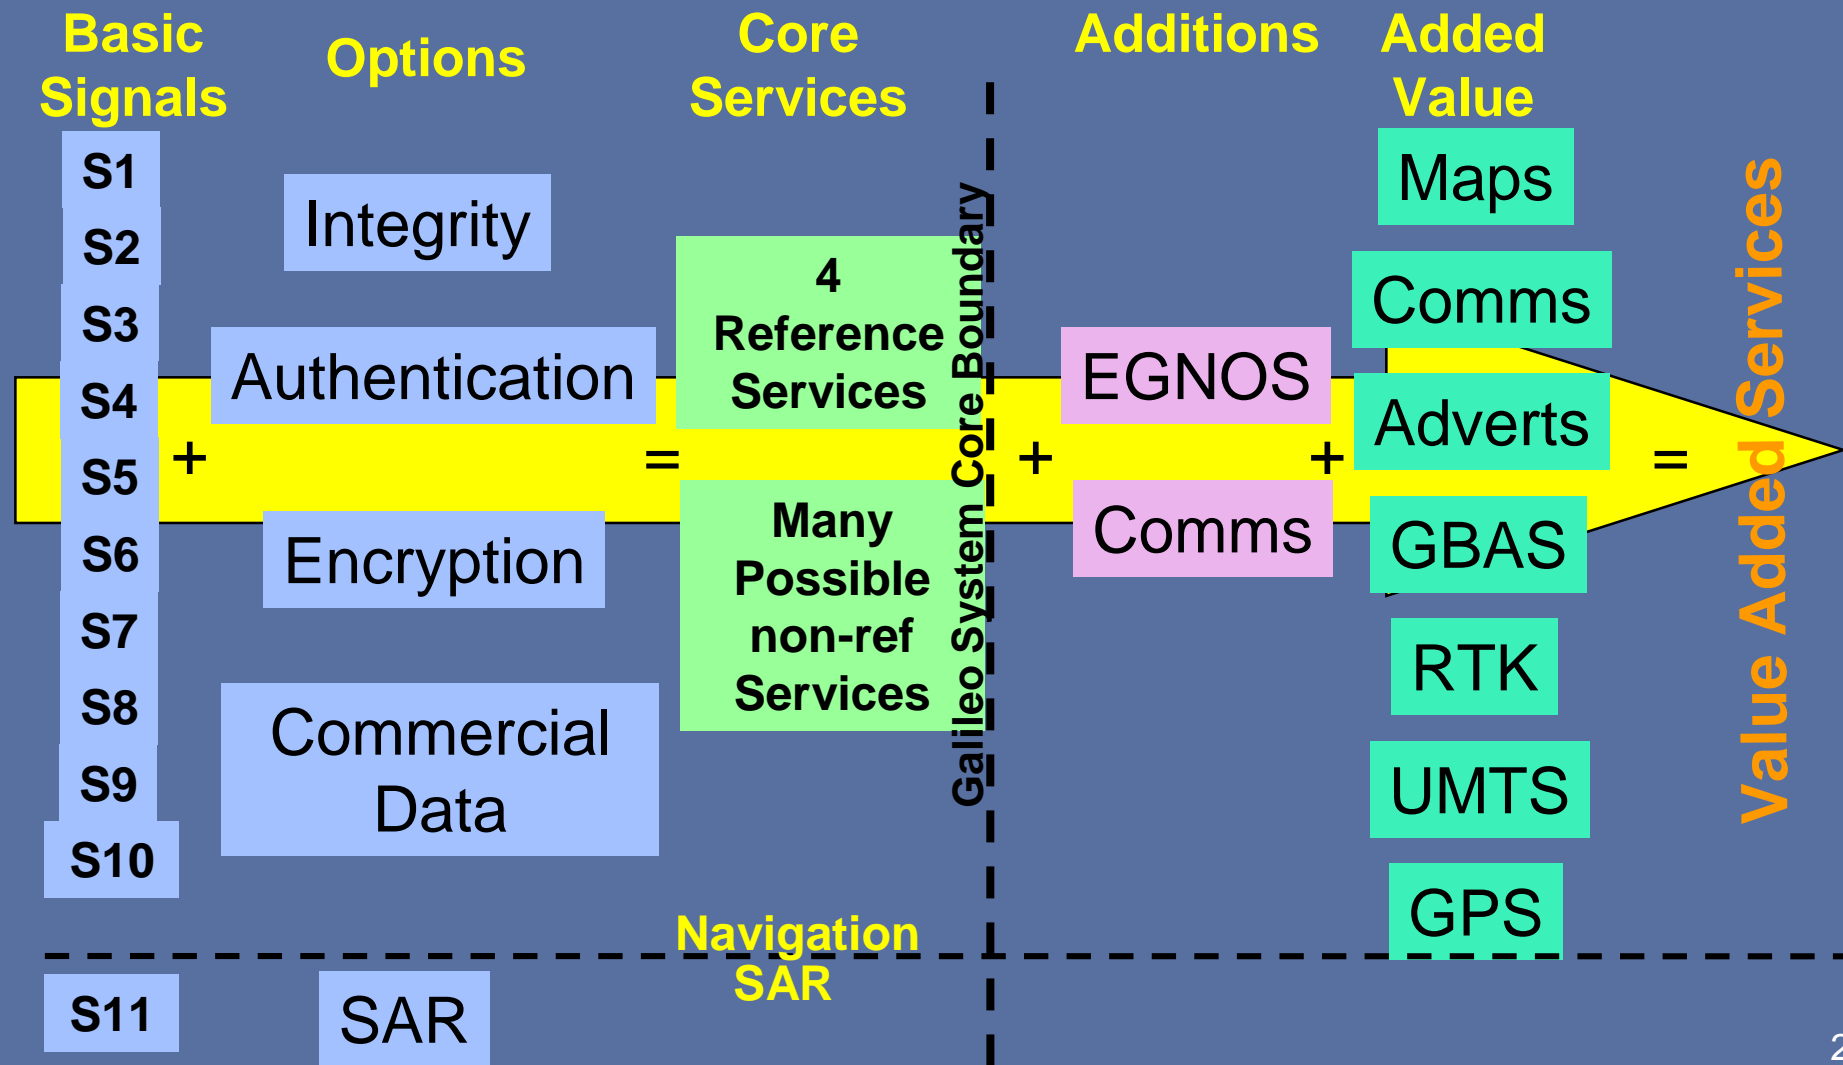 Basic
Signals
Options
Core
Services
Additions
Added
Value
S1
S2
S3
S4
S5
S6
S7
S8
S9
S10
+
Integrity
Authentication
Encryption
Commercial
Data
=
4
Reference
Services
Many
Possible
non-ref
Services
Galileo System Core Boundary
+
EGNOS
Comms
+
Maps
Comms
Adverts
GBAS
RTK
UMTS
GPS
=
Value Added Services
Navigation
SAR
S11
SAR
2